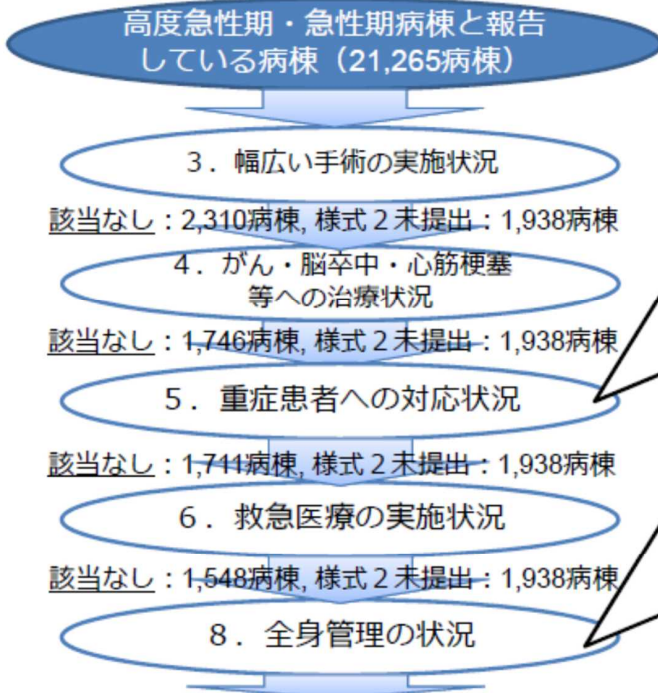 高度急性期・急性期病棟と報告
している病棟（21,265病棟）
３．幅広い手術の実施状況
該当なし：2,310病棟, 様式２未提出：1,938病棟
４．がん・脳卒中・心筋梗塞
等への治療状況
該当なし：1,746病棟, 様式２未提出：1,938病棟
５．重症患者への対応状況
該当なし：1,711病棟, 様式２未提出：1,938病棟
６．救急医療の実施状況
該当なし：1,548病棟, 様式２未提出：1,938病棟
８．全身管理の状況